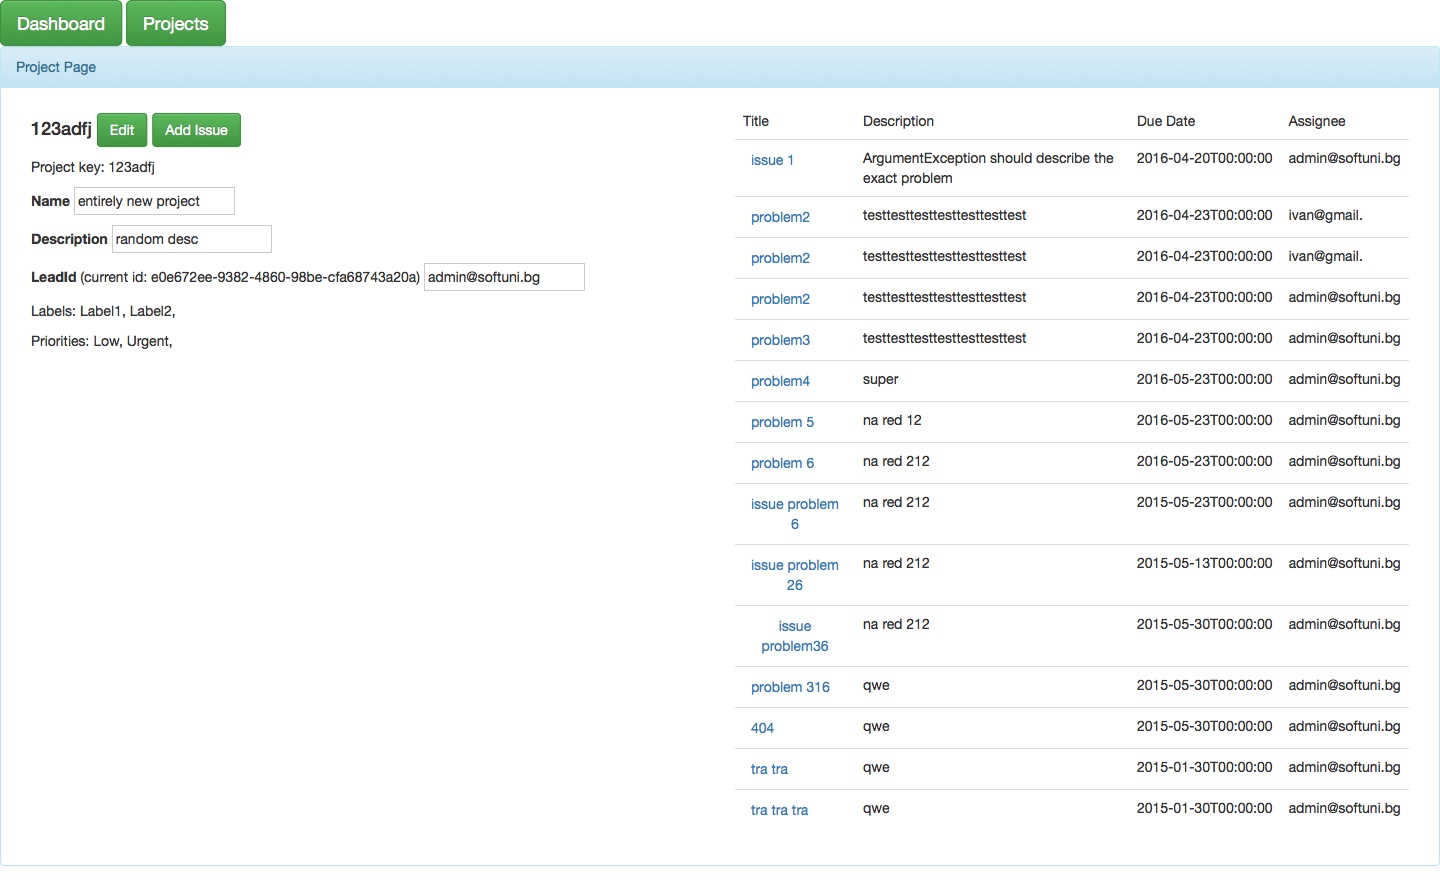 Dashboard Projects
Project Page
123adfj Edit Add Issue
Project key: 123adfj
Name entirely new project
Description random desc
LeadId (current id: e0e672ee-9382-4860-98be-cfa68743a20a) admin@softuni.bg
Labels: Label1, Label2,
Priorities: Low, Urgent,
Title Description Due Date Assignee
issue 1 ArgumentException should describe the 2016-04-20T00:00:00 admin@softuni.bg
exact problem
problem2 testtesttesttesttesttesttest 2016-04-23T00:00:00 ivan@gmail.
problem2 testtesttesttesttesttesttest 2016-04-23T00:00:00 ivan@gmail.
problem2 testtesttesttesttesttesttest 2016-04-23T00:00:00 admin@softuni.bg
problem3 testtesttesttesttesttesttest 2016-04-23T00:00:00 admin@softuni.bg
problem4 super 2016-05-23T00:00:00 admin@softuni.bg
problem 5 na red 12 2016-05-23T00:00:00 admin@softuni.bg
problem 6 na red 212 2016-05-23T00:00:00 admin@softuni.bg
issue problem na red 212 2015-05-23T00:00:00 admin@softuni.bg
6
issue problem na red 212 2015-05-13T00:00:00 admin@softuni.bg
26
issue na red 212 2015-05-30T00:00:00 admin@softuni.bg
problem36
problem 316 qwe 2015-05-30T00:00:00 admin@softuni.bg
404 qwe 2015-05-30T00:00:00 admin@softuni.bg
tra tra qwe 2015-01-30T00:00:00 admin@softuni.bg
tra tra tra qwe 2015-01-30T00:00:00 admin@softuni.bg